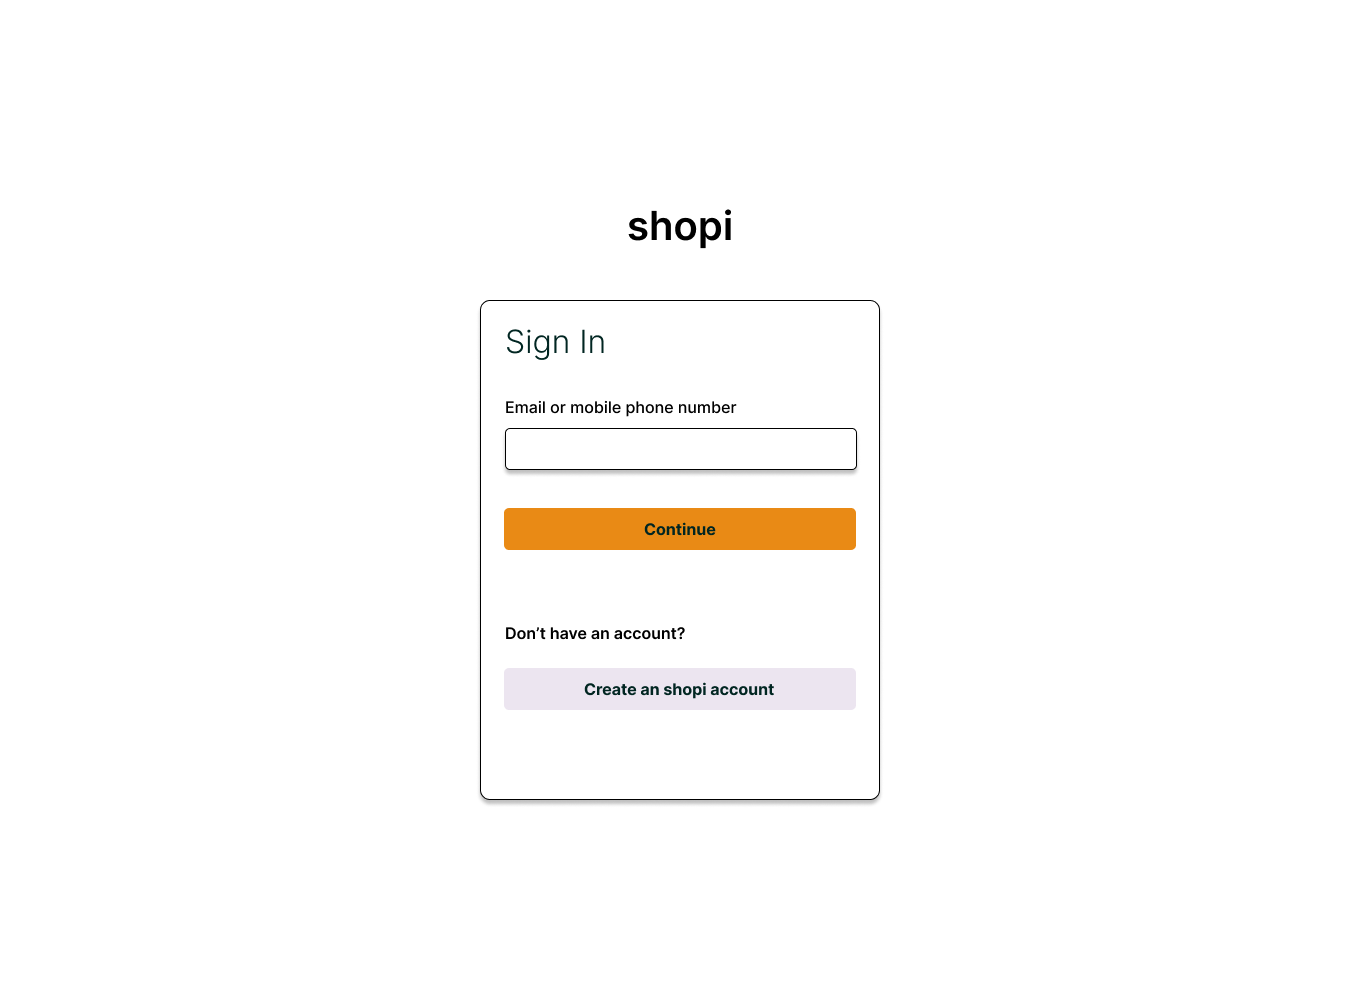 shopi
Sign In
Email or mobile phone number
Continue
Don’t have an account?
Create an shopi account